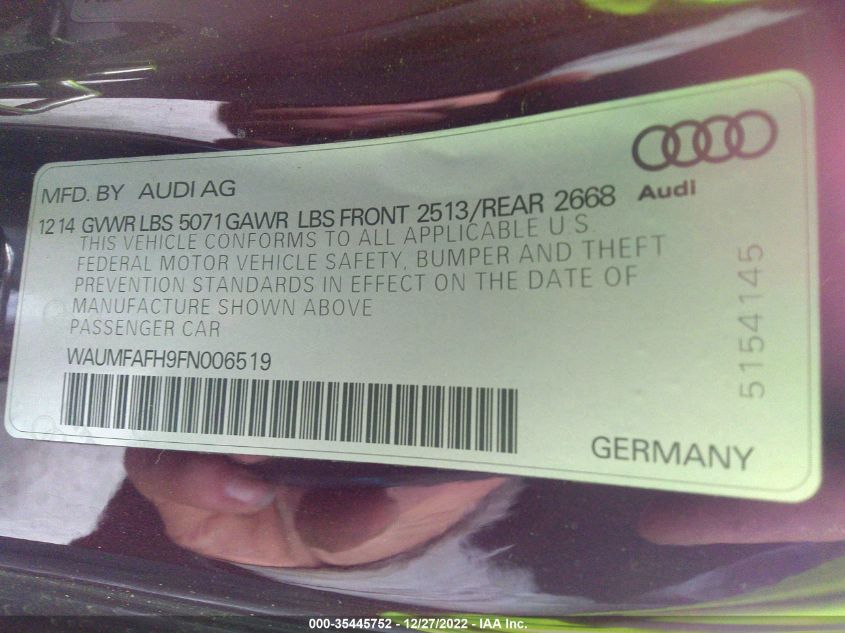 MFD. BY AUDI AG
Audi
12 14 GVWR LBS 5071 GAWR LBS FRONT 2513/REAR 2668
THIS VEHICLE CONFORMS TO ALL APPLICABLE U.S.
FEDERAL MOTOR VEHICLE SAFETY, BUMPER AND THEFT
PREVENTION STANDARDS IN EFFECT ON THE DATE OF
MANUFACTURE SHOWN ABOVE
PASSENGER CAR
WAUMFAFH9FN006519
5154145
GERMANY
000-35445752 - 12/27/2022 - IAA Inc.